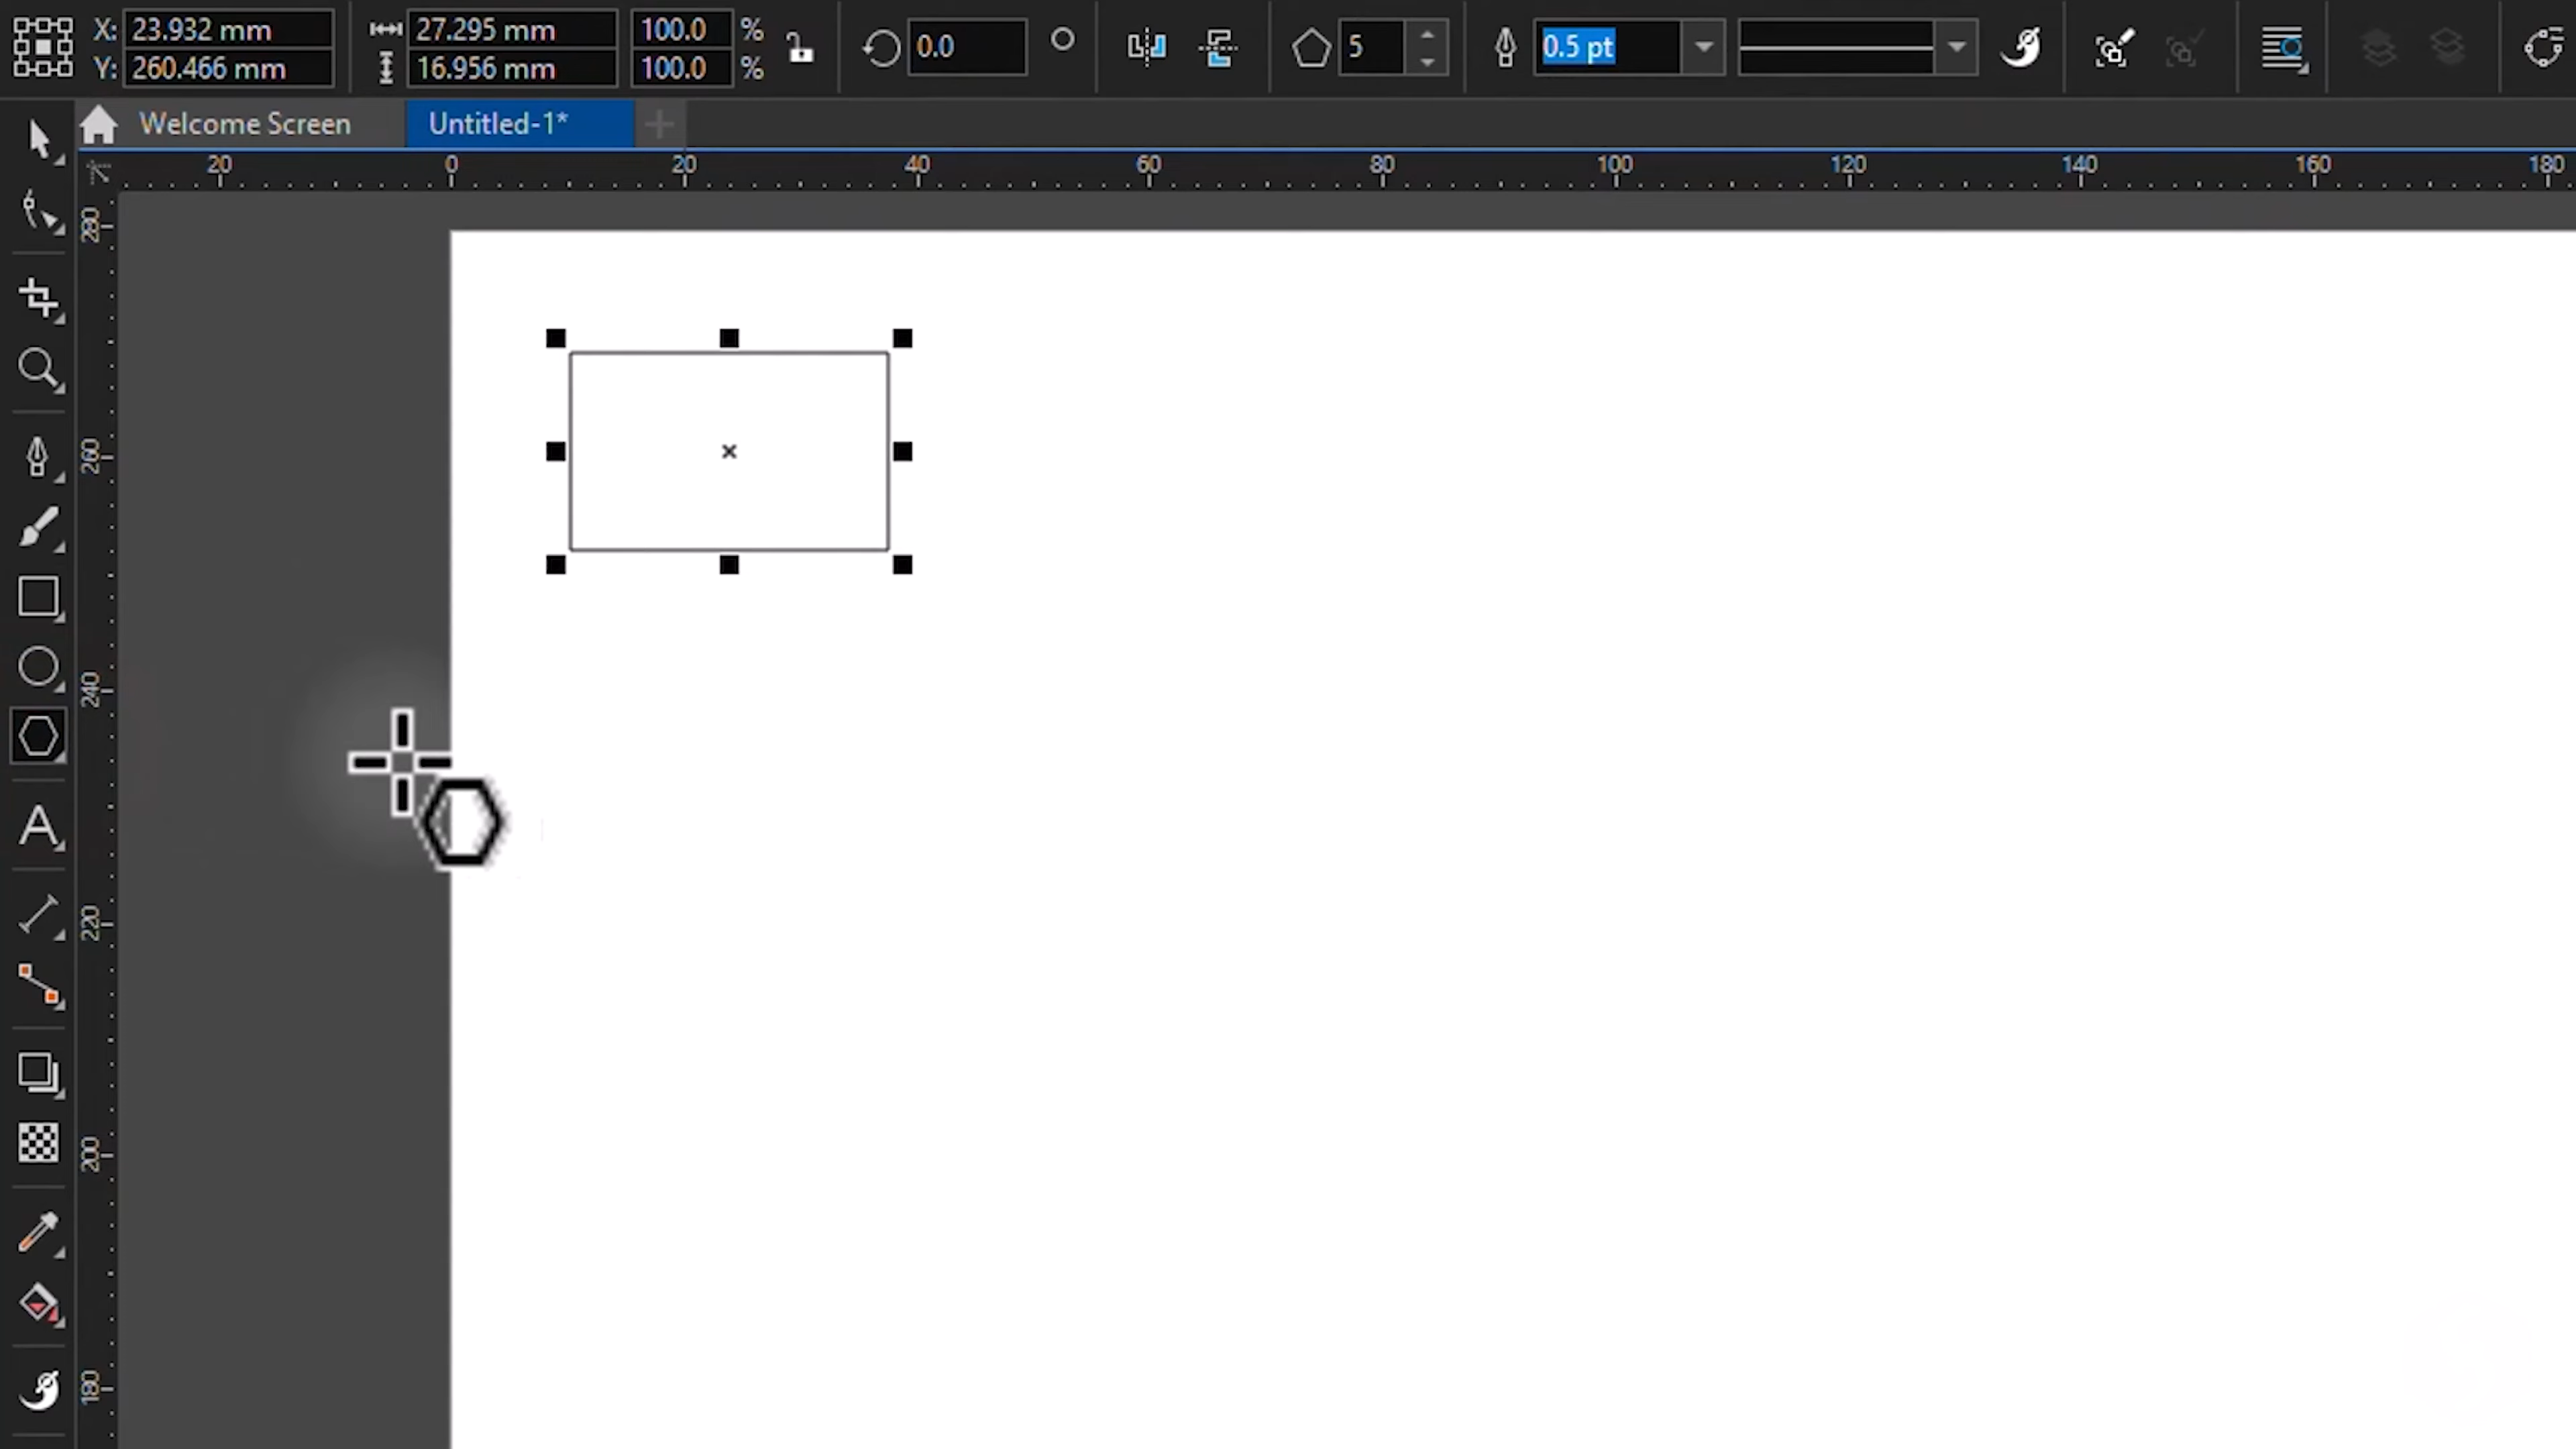 X: 23.932 mm 27.295 mm 100.0 % 0.0 5 0.5 pt
Y: 260.466 mm 16.956 mm 100.0 %
Welcome Screen Untitled-1*
20 0 20 40 60 80 100 120 140 160 180
280
260
240
220
200
180
A